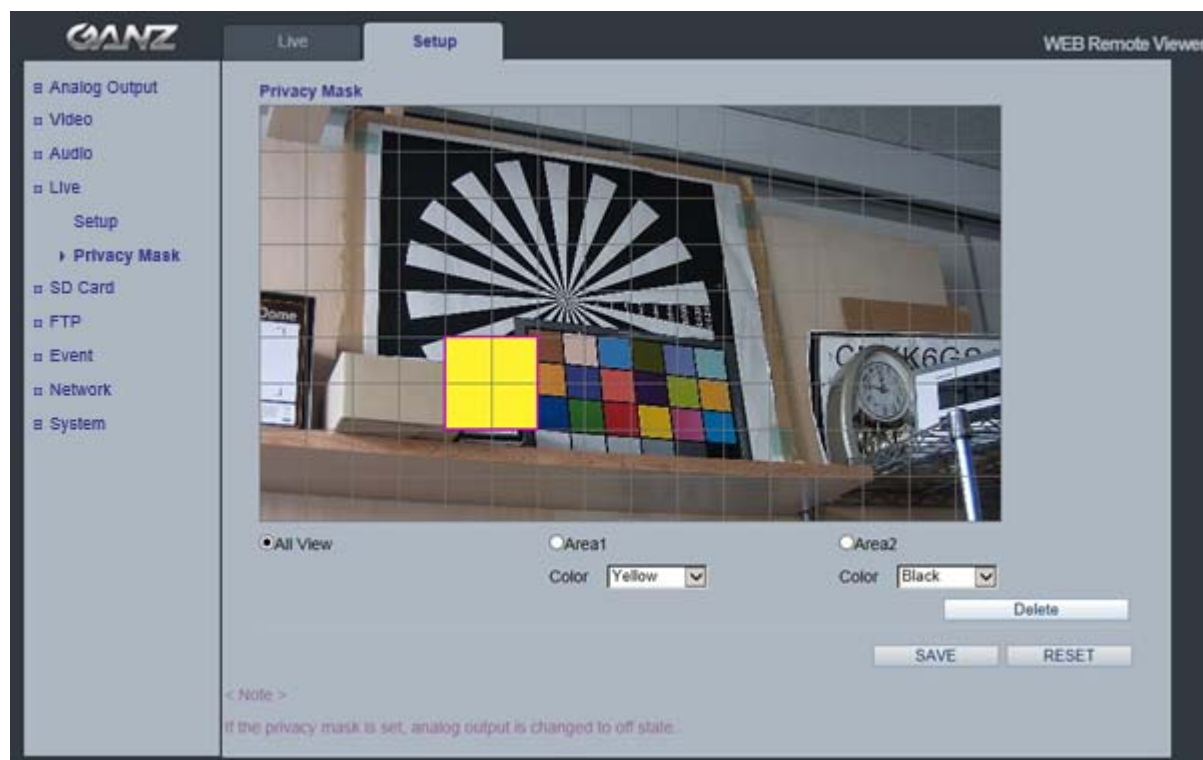 GANZ
Live
Setup
WEB Remote Viewer
Analog Output
Video
Audio
Live
Setup
Privacy Mask
SD Card
FTP
Event
Network
System
Privacy Mask
Dome
All View
Area1
Area2
Color
Yellow
Color
Black
Delete
SAVE
RESET
< Note >
If the privacy mask is set, analog output is changed to off state.